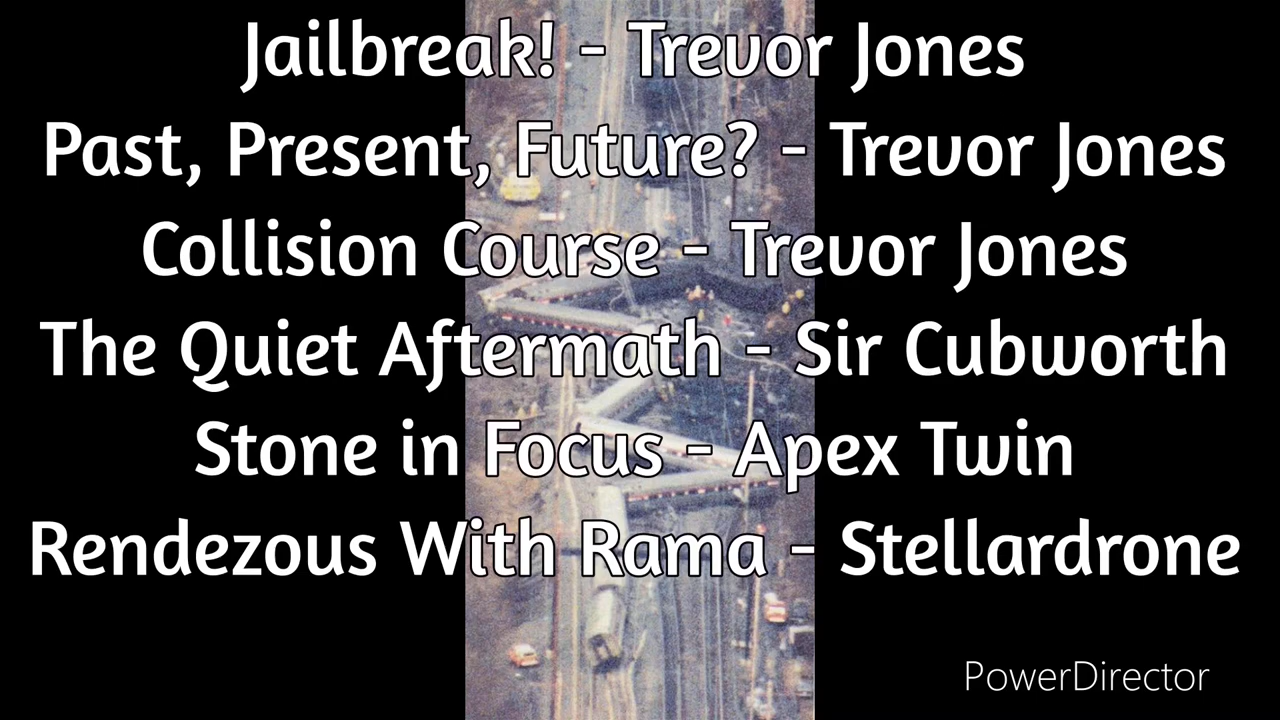 Jailbreak! - Trevor Jones
Past, Present, Future? - Trevor Jones
Collision Course - Trevor Jones
The Quiet Aftermath - Sir Cubworth
Stone in Focus - Apex Twin
Rendezous With Rama - Stellardrone
PowerDirector